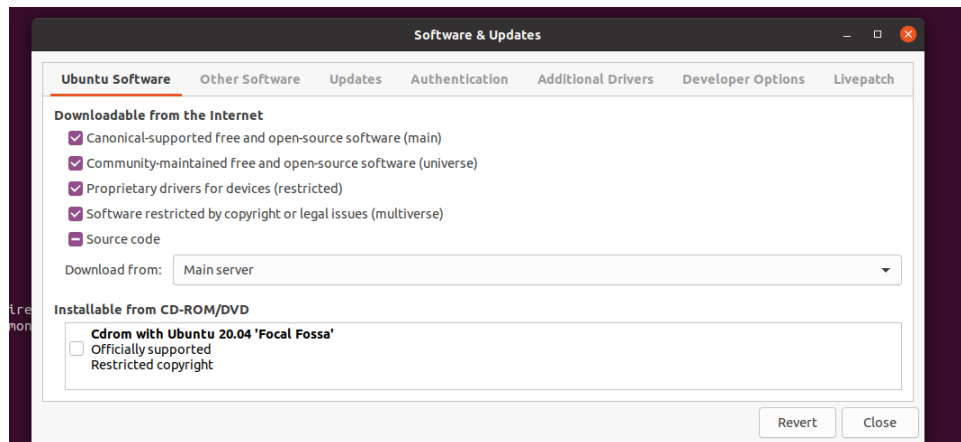 Software & Updates
Ubuntu Software Other Software Updates Authentication Additional Drivers Developer Options Livepatch
Downloadable from the Internet
Canonical-supported free and open-source software (main)
Community-maintained free and open-source software (universe)
Proprietary drivers for devices (restricted)
Software restricted by copyright or legal issues (multiverse)
Source code
Download from: Main server
ire
Installable from CD-ROM/DVD
mon
Cdrom with Ubuntu 20.04 'Focal Fossa'
Officially supported
Restricted copyright
Revert Close